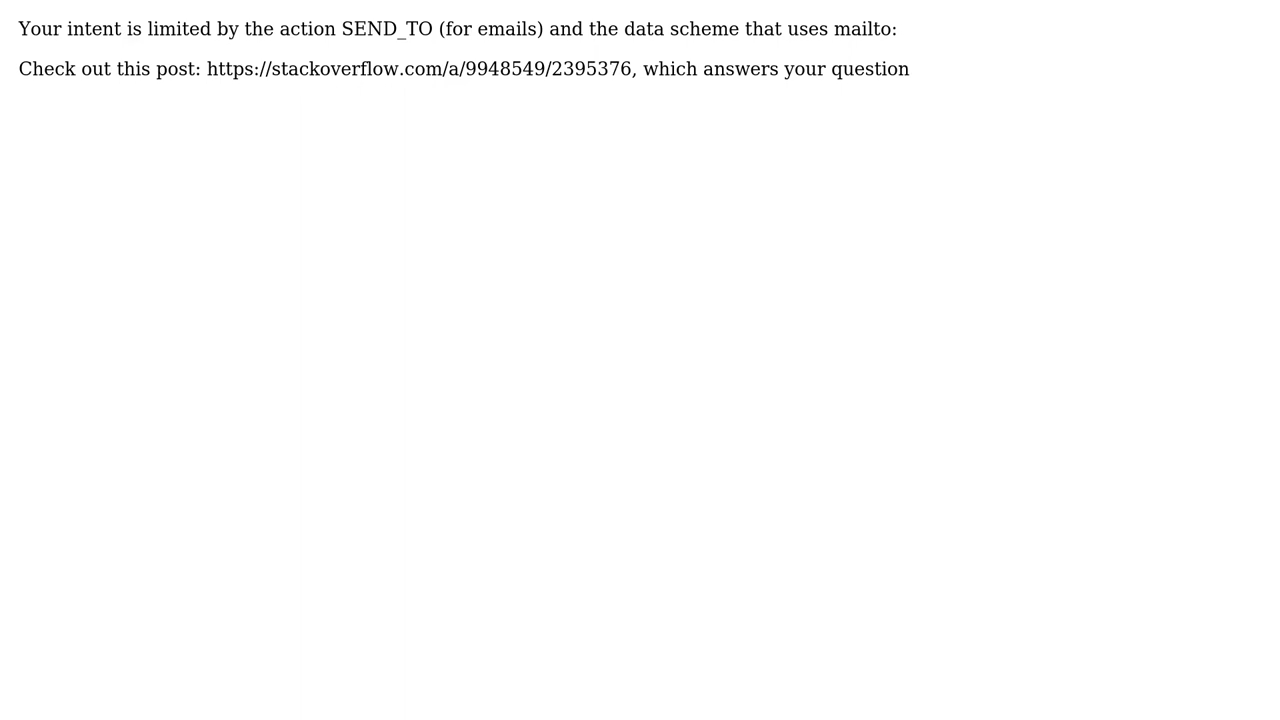 Your intent is limited by the action SEND_TO (for emails) and the data scheme that uses mailto:
Check out this post: https://stackoverflow.com/a/9948549/2395376, which answers your question